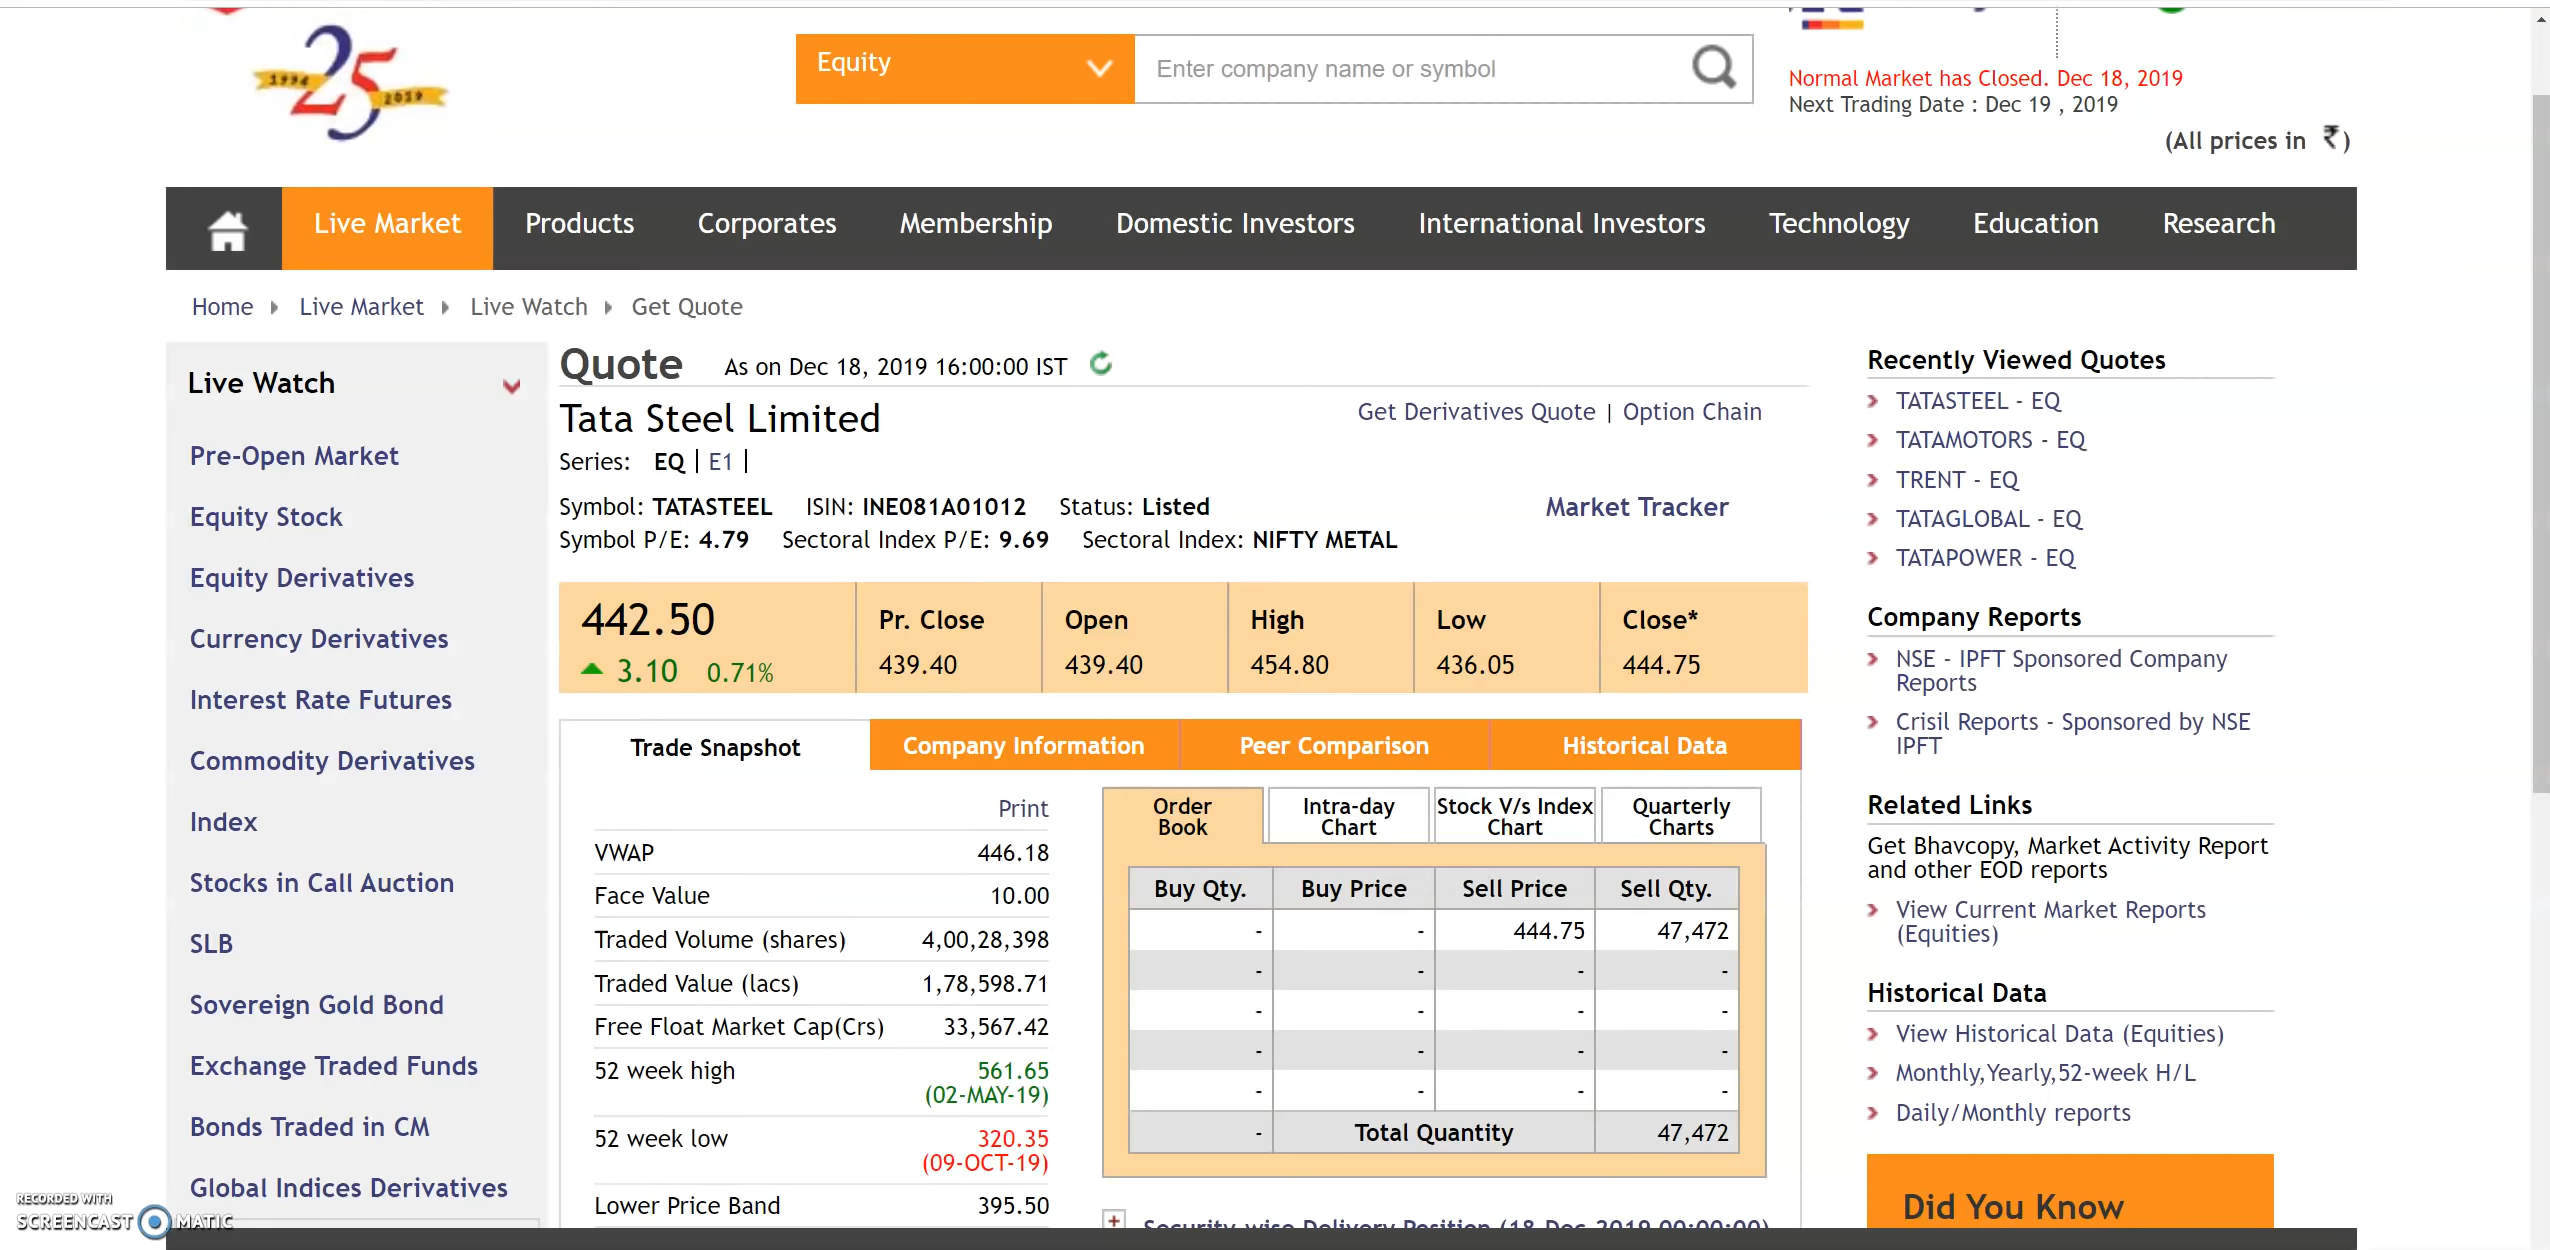 1994 25 2019
Equity
Enter company name or symbol
Normal Market has Closed. Dec 18, 2019
Next Trading Date : Dec 19 , 2019
(All prices in ₹)
Live Market Products Corporates Membership Domestic Investors International Investors Technology Education Research
Home Live Market Live Watch Get Quote
Live Watch
Pre-Open Market
Equity Stock
Equity Derivatives
Currency Derivatives
Interest Rate Futures
Commodity Derivatives
Index
Stocks in Call Auction
SLB
Sovereign Gold Bond
Exchange Traded Funds
Bonds Traded in CM
Global Indices Derivatives
Quote As on Dec 18, 2019 16:00:00 IST
Tata Steel Limited
Get Derivatives Quote | Option Chain
Series: EQ | E1 |
Symbol: TATASTEEL ISIN: INE081A01012 Status: Listed
Market Tracker
Symbol P/E: 4.79 Sectoral Index P/E: 9.69 Sectoral Index: NIFTY METAL
442.50 Pr. Close Open High Low Close*
3.10 0.71% 439.40 439.40 454.80 436.05 444.75
Trade Snapshot Company Information Peer Comparison Historical Data
Print
VWAP 446.18
Face Value 10.00
Traded Volume (shares) 4,00,28,398
Traded Value (lacs) 1,78,598.71
Free Float Market Cap(Crs) 33,567.42
52 week high 561.65
(02-MAY-19)
52 week low 320.35
(09-OCT-19)
Lower Price Band 395.50
Order Intra-day Stock V/s Index Quarterly
Book Chart Chart Charts
Buy Qty. Buy Price Sell Price Sell Qty.
- - 444.75 47,472
- - - -
- - - -
- - - -
- - - -
- Total Quantity 47,472
Security-wise Delivery Position (18-Dec-2019 00:00:00)
Recently Viewed Quotes
TATASTEEL - EQ
TATAMOTORS - EQ
TRENT - EQ
TATAGLOBAL - EQ
TATAPOWER - EQ
Company Reports
NSE - IPFT Sponsored Company
Reports
Crisil Reports - Sponsored by NSE
IPFT
Related Links
Get Bhavcopy, Market Activity Report
and other EOD reports
View Current Market Reports
(Equities)
Historical Data
View Historical Data (Equities)
Monthly,Yearly,52-week H/L
Daily/Monthly reports
Did You Know
RECORDED WITH
SCREENCAST MATIC